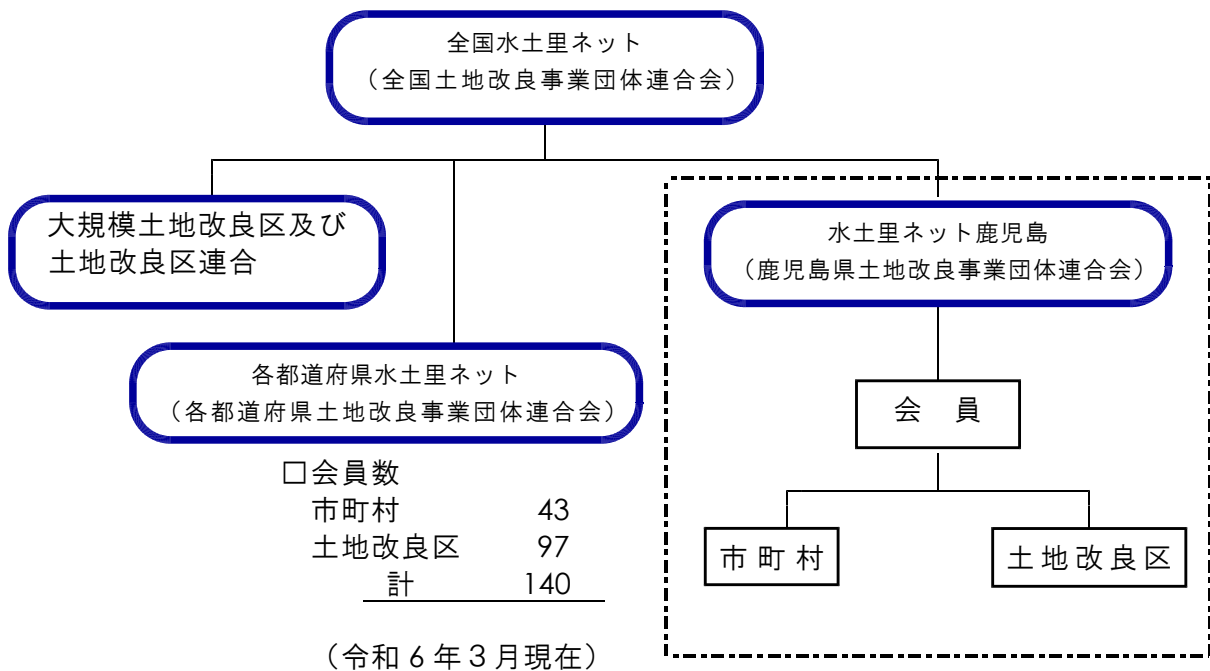 全国水土里ネット
（全国土地改良事業団体連合会）
大規模土地改良区及び
土地改良区連合
水土里ネット鹿児島
（鹿児島県土地改良事業団体連合会）
各都道府県水土里ネット
（各都道府県土地改良事業団体連合会）
会　員
□会員数
市町村　43
土地改良区　97
計　140
市町村
土地改良区
（令和６年３月現在）